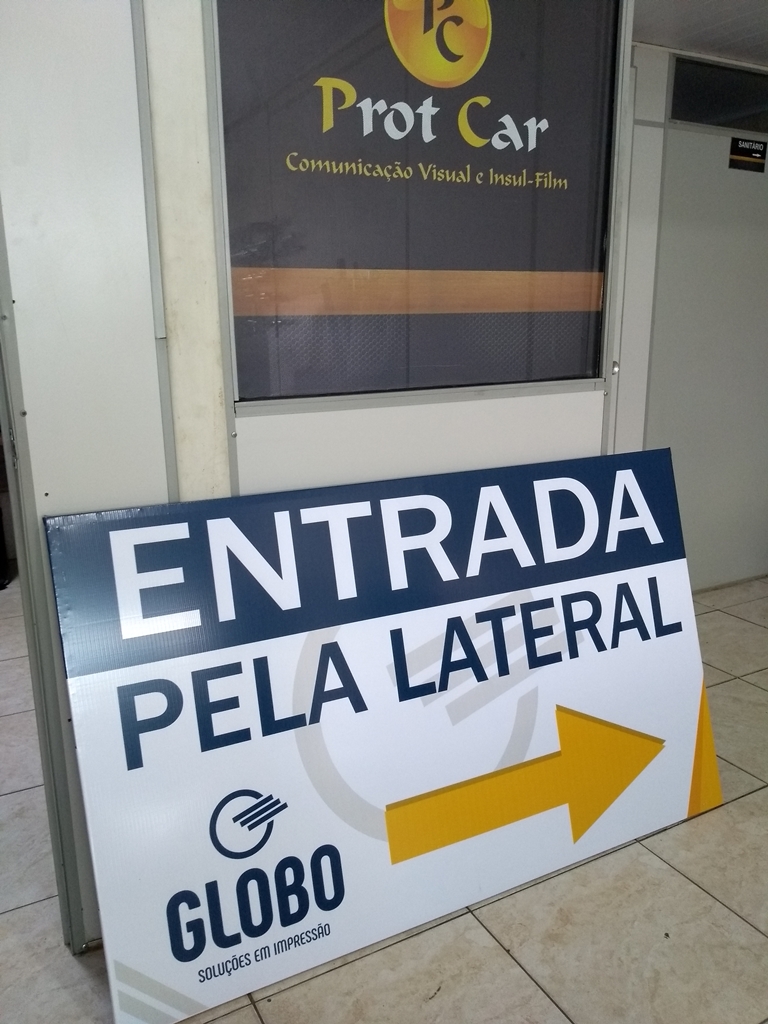 PC
Prot Car
Comunicação Visual e Insul-Film
SANITÁRIO
ENTRADA
PELA LATERAL
GLOBO
SOLUÇÕES EM IMPRESSÃO